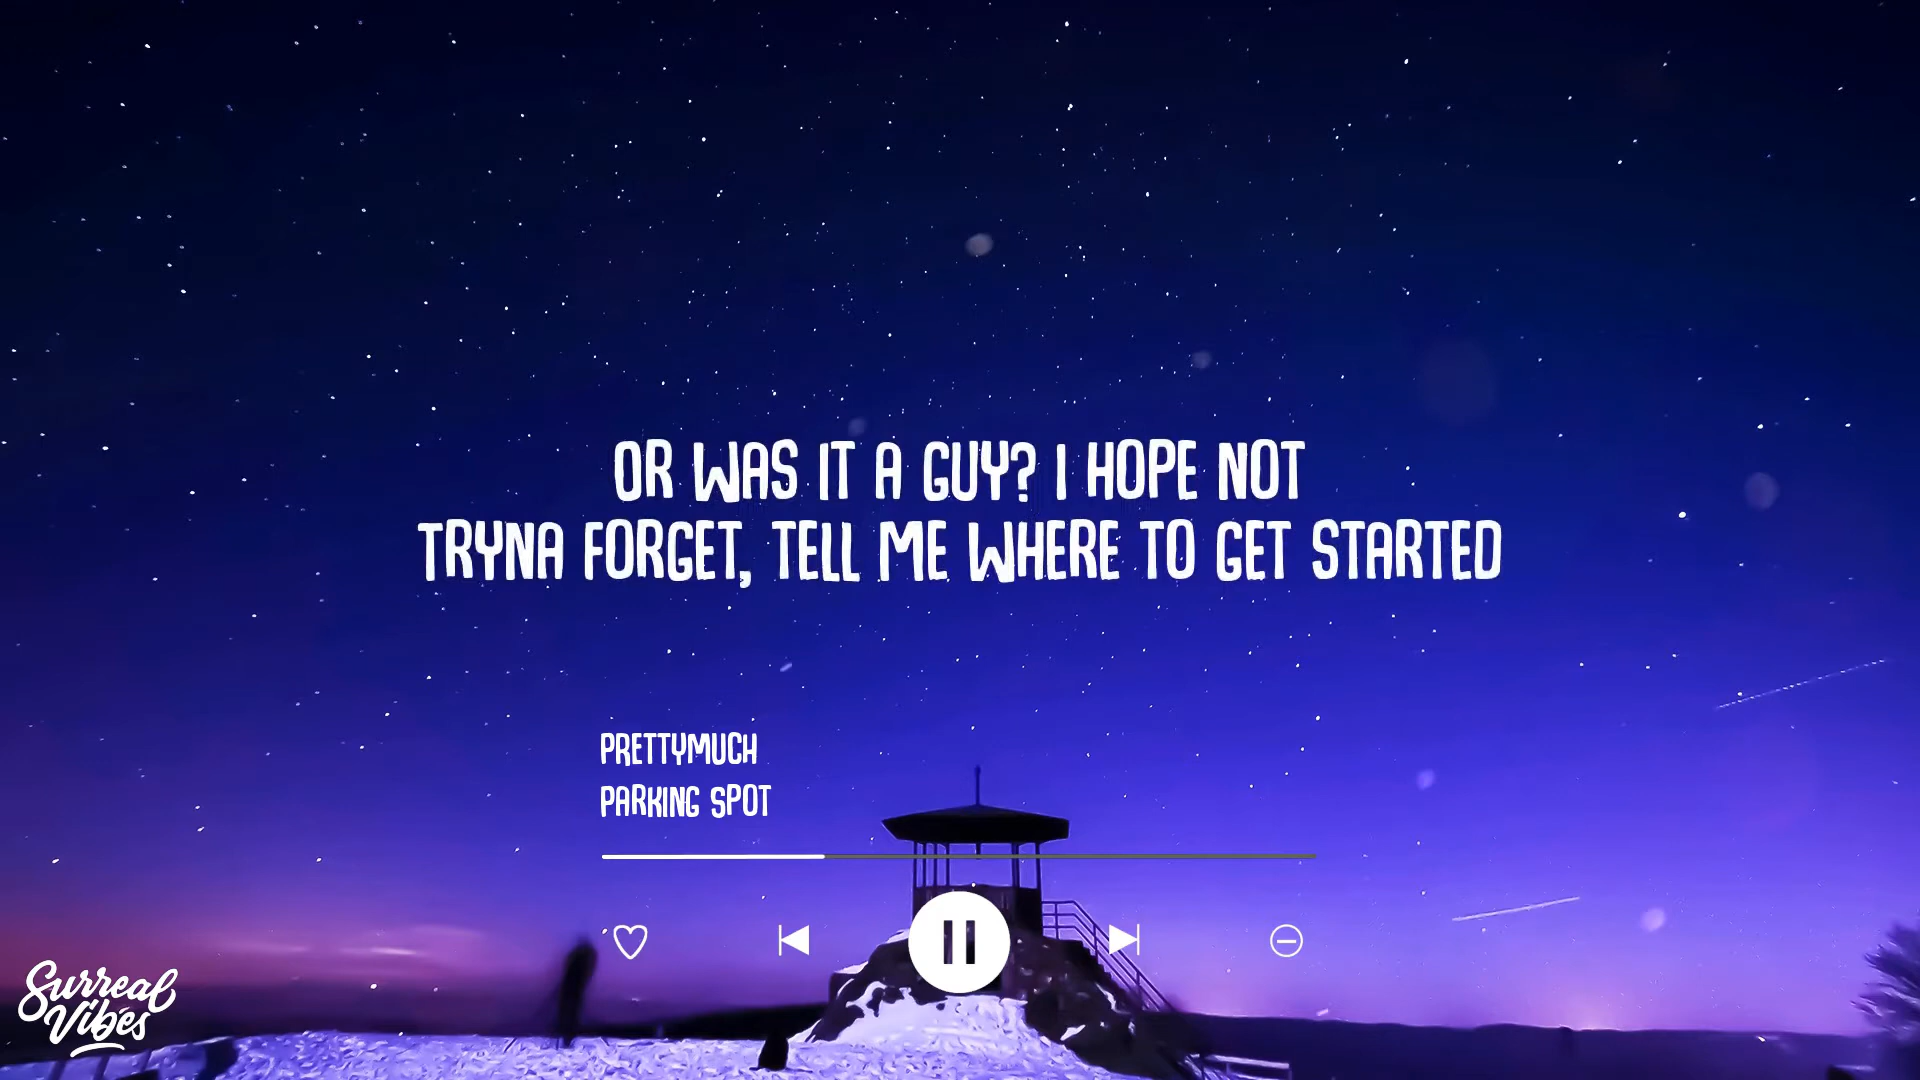 OR WAS IT A GUY? I HOPE NOT
TRYNA FORGET, TELL ME WHERE TO GET STARTED
PRETTYMUCH
PARKING SPOT
Surreal
Vibes